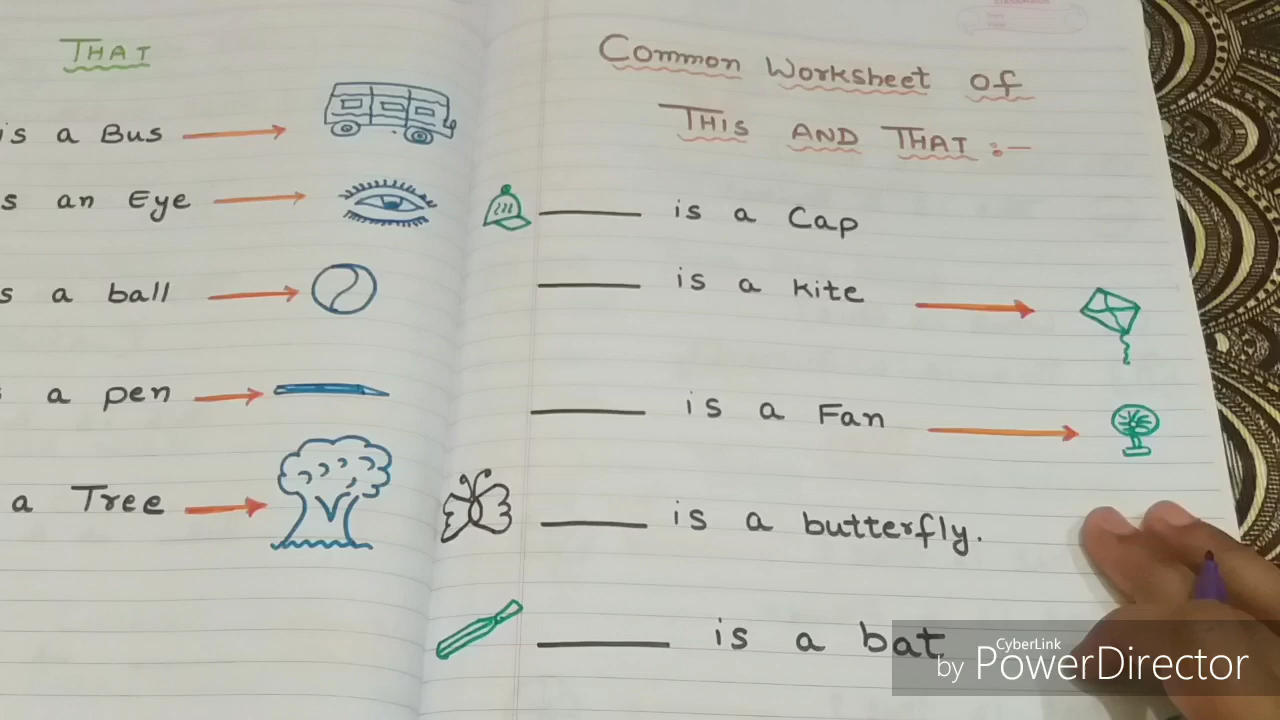 THAT
is a Bus
s an Eye
s a ball
a pen
a Tree
Common Worksheet of
THIS AND THAT :-
is a Cap
is a kite
is a Fan
is a butterfly.
is a bat
CyberLink
by PowerDirector